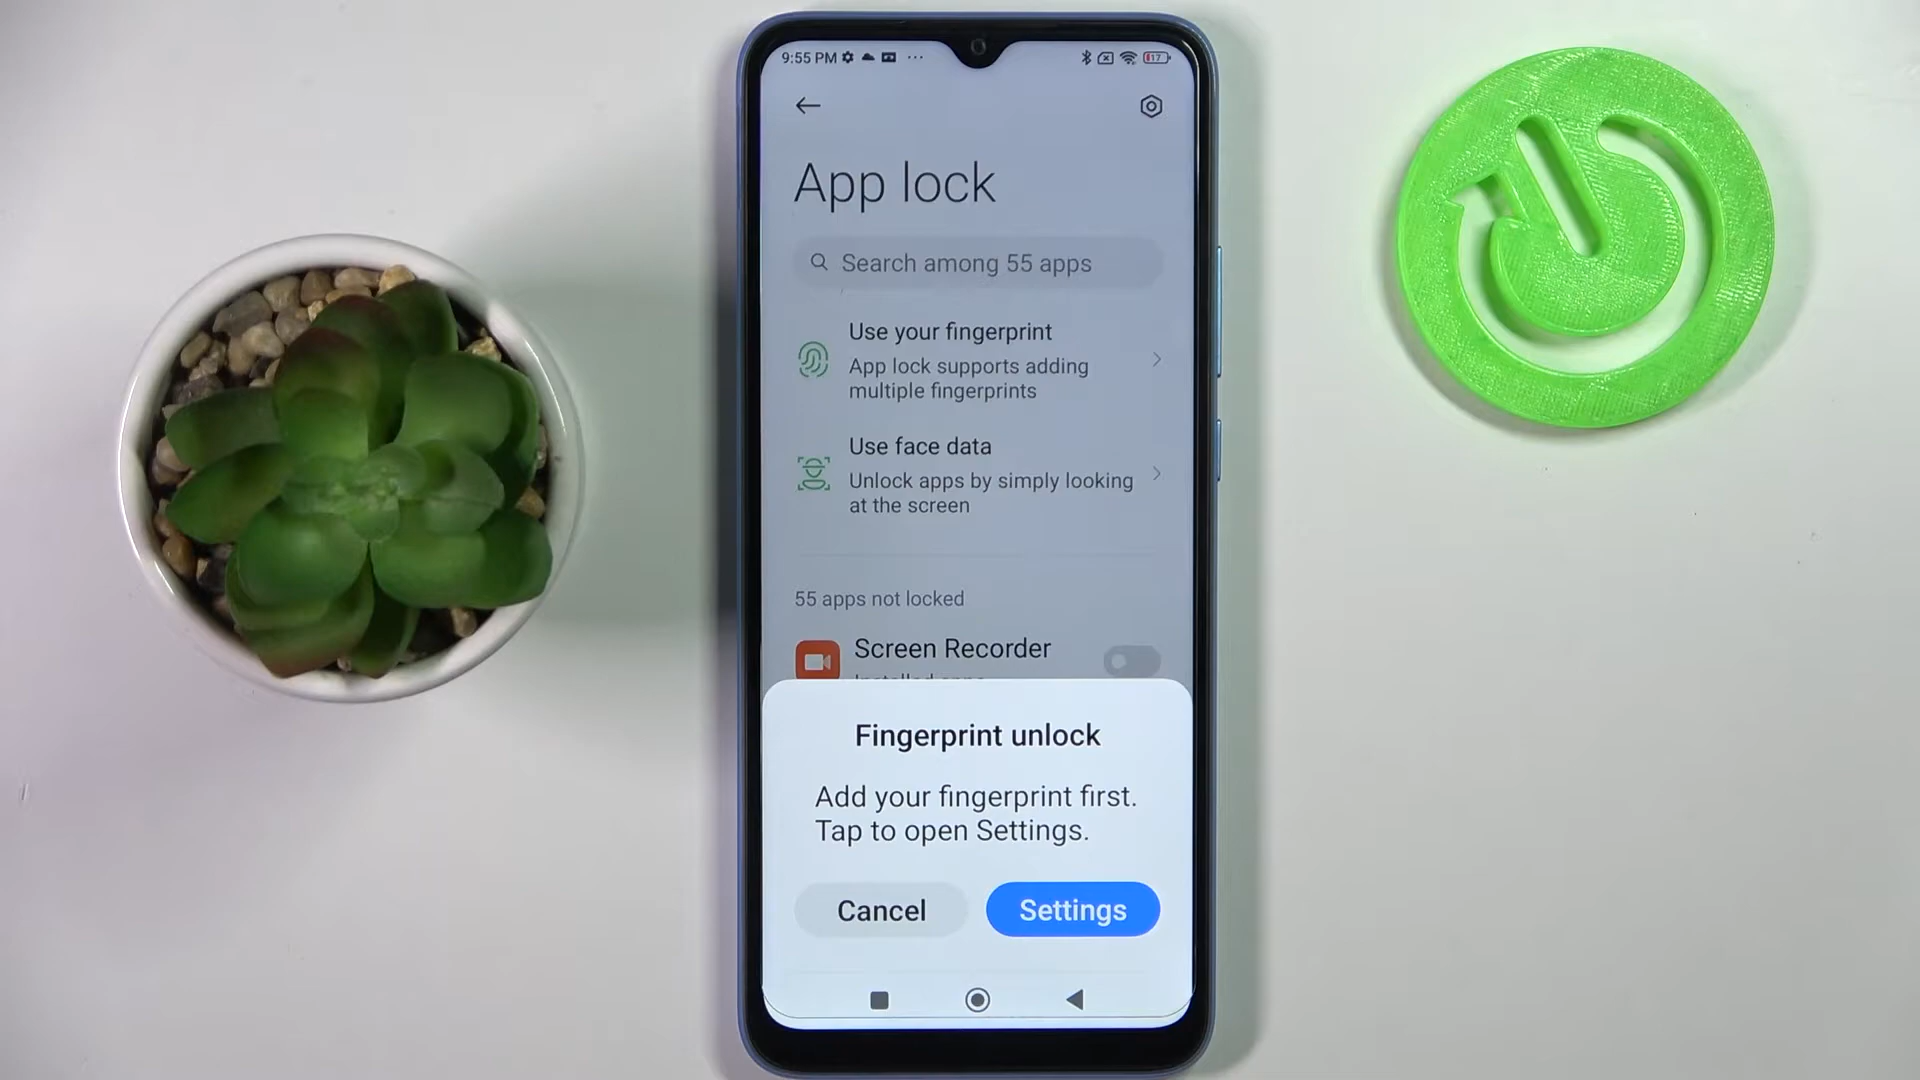 9:55 PM
17
App lock
Search among 55 apps
Use your fingerprint
App lock supports adding
multiple fingerprints
Use face data
Unlock apps by simply looking
at the screen
55 apps not locked
Screen Recorder
Fingerprint unlock
Add your fingerprint first.
Tap to open Settings.
Cancel
Settings